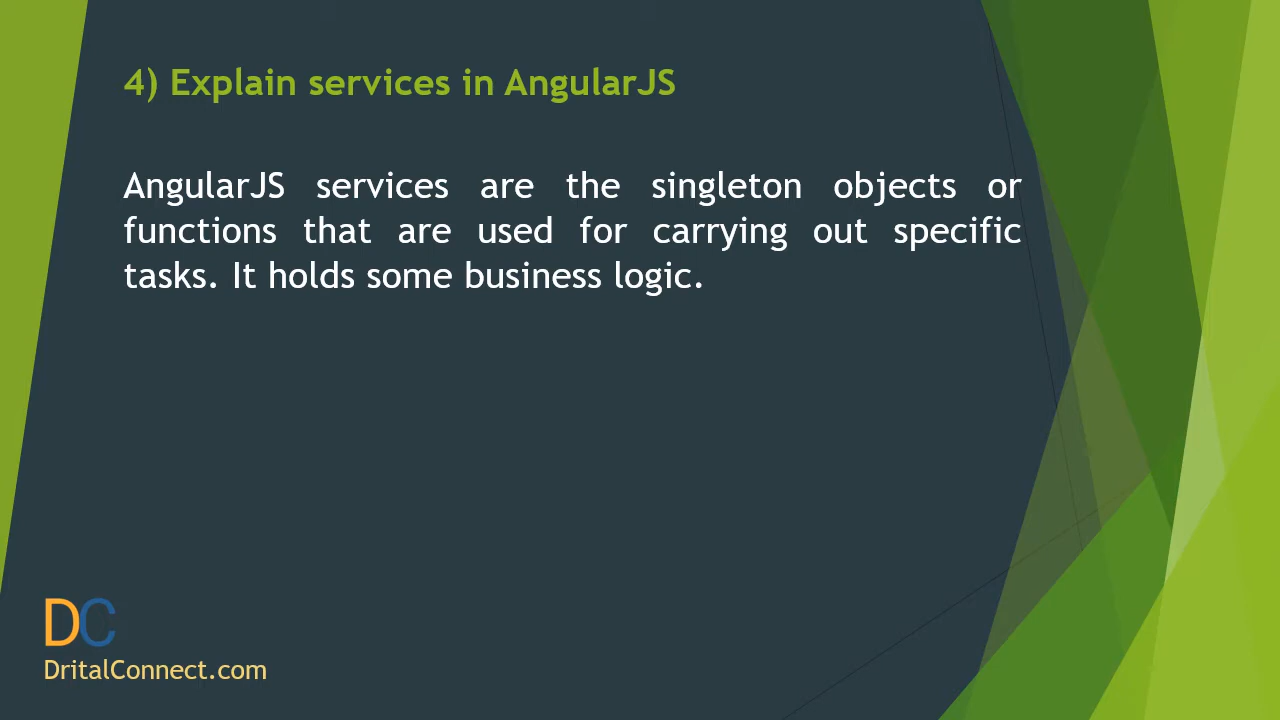 4) Explain services in AngularJS
AngularJS services are the singleton objects or
functions that are used for carrying out specific
tasks. It holds some business logic.
DC
DritalConnect.com